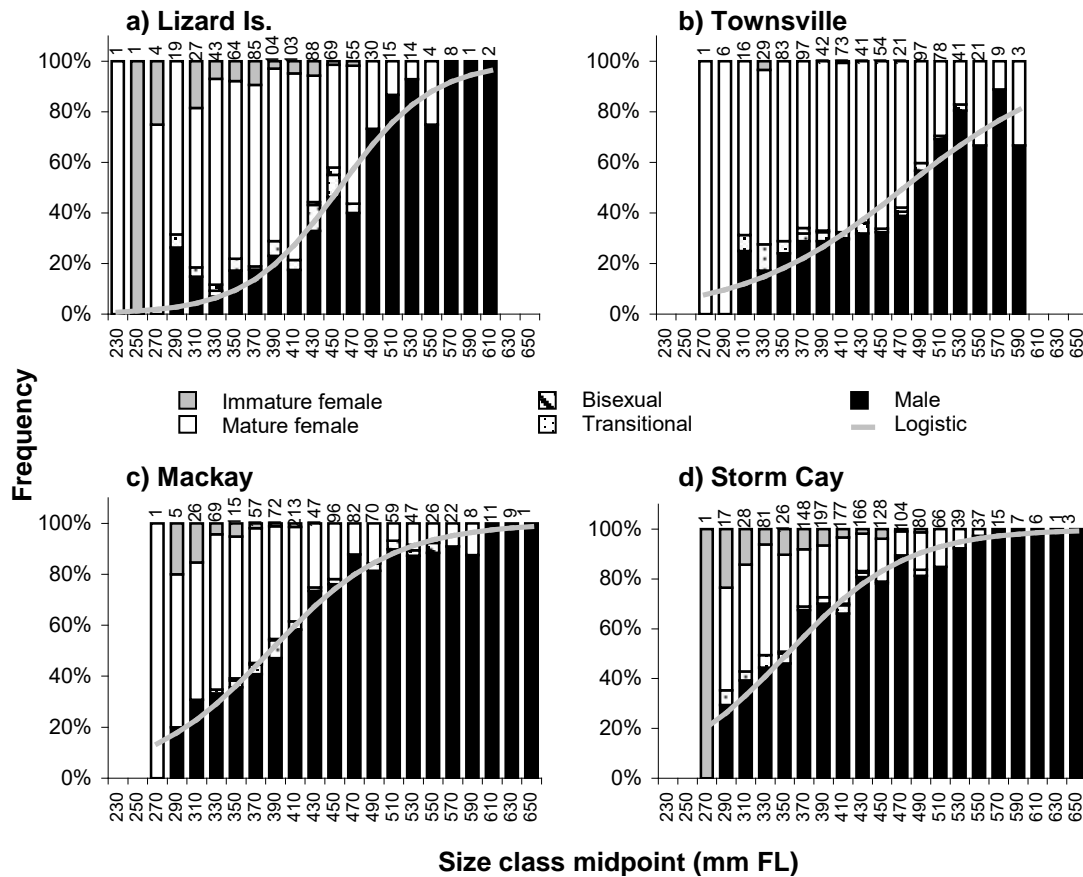 a) Lizard Is.
1 1 4 19 27 43 64 85 104 103 88 69 55 30 15 14 4 8 1 2
100%
80%
60%
40%
20%
0%
230 250 270 290 310 330 350 370 390 410 430 450 470 490 510 530 550 570 590 610 630 650
b) Townsville
1 6 16 29 83 97 42 73 41 54 21 97 78 41 21 9 3
100%
80%
60%
40%
20%
0%
230 250 270 290 310 330 350 370 390 410 430 450 470 490 510 530 550 570 590 610 630 650
Frequency
Immature female
Bisexual
Male
Mature female
Transitional
Logistic
c) Mackay
1 5 26 69 15 57 72 213 47 96 82 70 59 47 26 22 8 11 9 1
100%
80%
60%
40%
20%
0%
230 250 270 290 310 330 350 370 390 410 430 450 470 490 510 530 550 570 590 610 630 650
d) Storm Cay
1 17 28 81 26 148 197 177 166 128 104 80 66 39 37 15 7 6 1 3
100%
80%
60%
40%
20%
0%
230 250 270 290 310 330 350 370 390 410 430 450 470 490 510 530 550 570 590 610 630 650
Size class midpoint (mm FL)